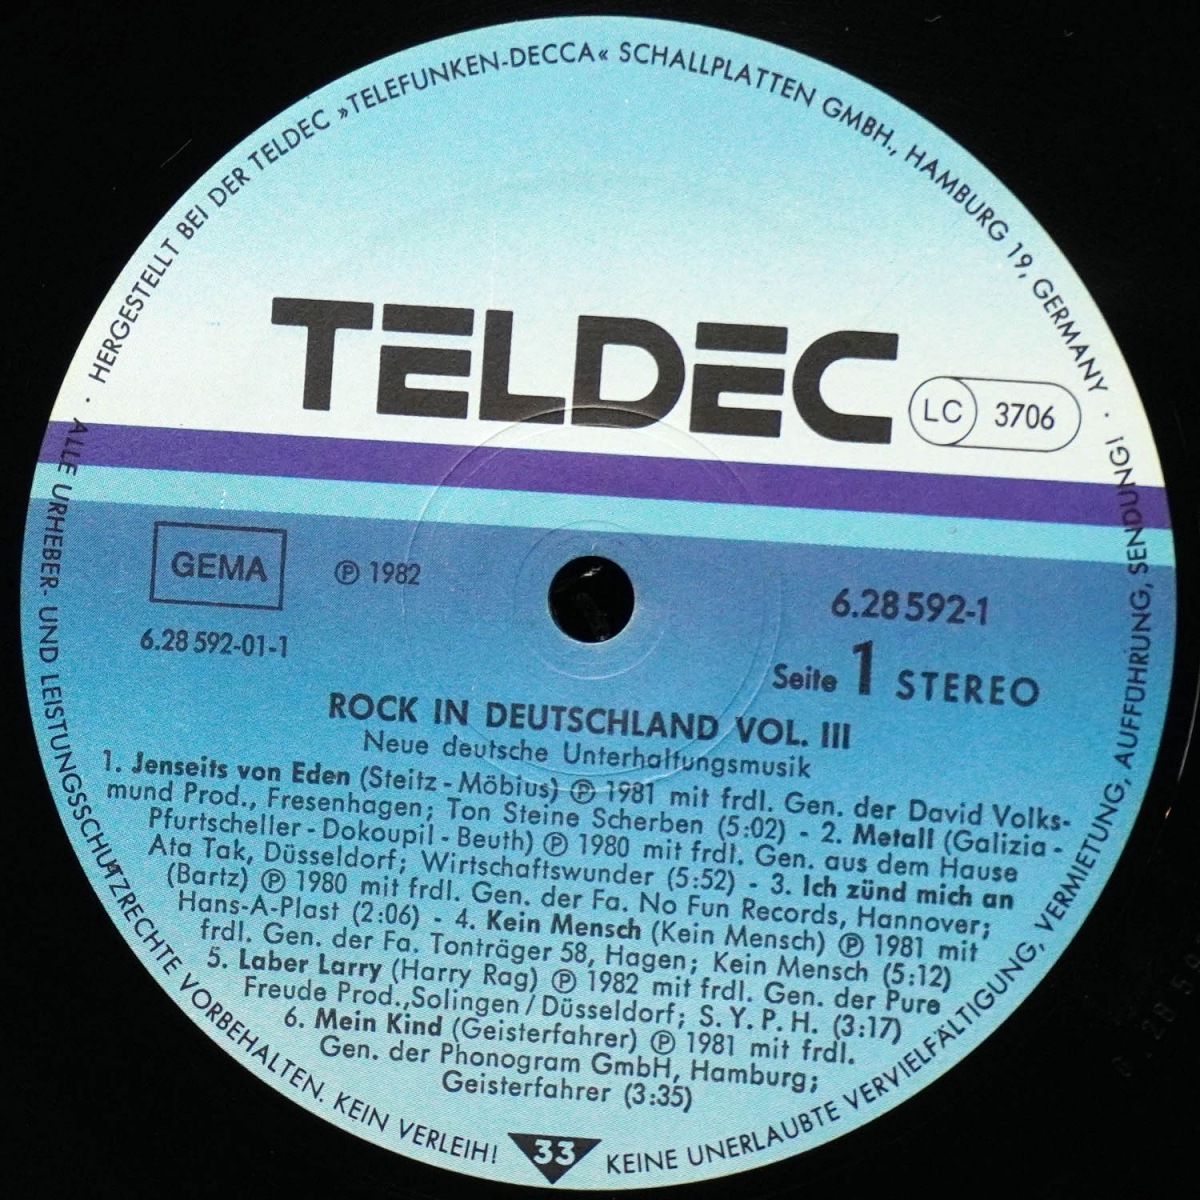 · HERGESTELLT BEI DER TELDEC »TELEFUNKEN-DECCA« SCHALLPLATTEN GMBH., HAMBURG 19, GERMANY ·
TELDEC
LC 3706
GEMA
℗ 1982
6.28592-1
6.28592-01-1
Seite 1 STEREO
ROCK IN DEUTSCHLAND VOL. III
Neue deutsche Unterhaltungsmusik
1. Jenseits von Eden (Steitz - Möbius) ℗ 1981 mit frdl. Gen. der David Volks-
mund Prod., Fresenhagen; Ton Steine Scherben (5:02) - 2. Metall (Galizia -
Pfurtscheller - Dokoupil - Beuth) ℗ 1980 mit frdl. Gen. aus dem Hause
Ata Tak, Düsseldorf; Wirtschaftswunder (5:52) - 3. Ich zünd mich an
(Bartz) ℗ 1980 mit frdl. Gen. der Fa. No Fun Records, Hannover;
Hans-A-Plast (2:06) - 4. Kein Mensch (Kein Mensch) ℗ 1981 mit
frdl. Gen. der Fa. Tonträger 58, Hagen; Kein Mensch (5:12)
5. Laber Larry (Harry Rag) ℗ 1982 mit frdl. Gen. der Pure
Freude Prod.,Solingen/Düsseldorf; S.Y.P.H. (3:17)
6. Mein Kind (Geisterfahrer) ℗ 1981 mit frdl.
Gen. der Phonogram GmbH, Hamburg;
Geisterfahrer (3:35)
ALLE URHEBER- UND LEISTUNGSSCHUTZRECHTE VORBEHALTEN. KEIN VERLEIH!
33
KEINE UNERLAUBTE VERVIELFÄLTIGUNG, VERMIETUNG, AUFFÜHRUNG, SENDUNG!